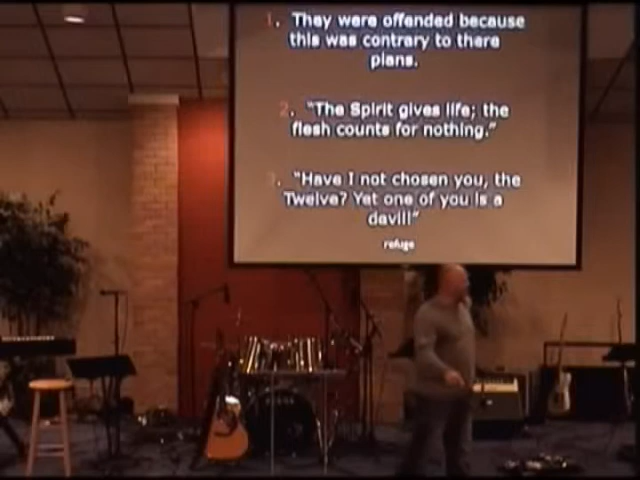 1. They were offended because
this was contrary to there
plans.
2. "The Spirit gives life; the
flesh counts for nothing."
3. "Have I not chosen you, the
Twelve? Yet one of you is a
devil!"
refuge